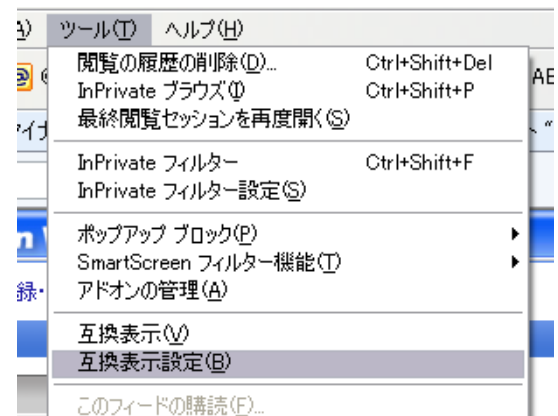 ツール(T) ヘルプ(H)
閲覧の履歴の削除(D)... Ctrl+Shift+Del
InPrivate ブラウズ(I) Ctrl+Shift+P
最終閲覧セッションを再度開く(S)
InPrivate フィルター Ctrl+Shift+F
InPrivate フィルター設定(S)
ポップアップ ブロック(P)
SmartScreen フィルター機能(T)
アドオンの管理(A)
互換表示(V)
互換表示設定(B)
このフィードの購読(F)...